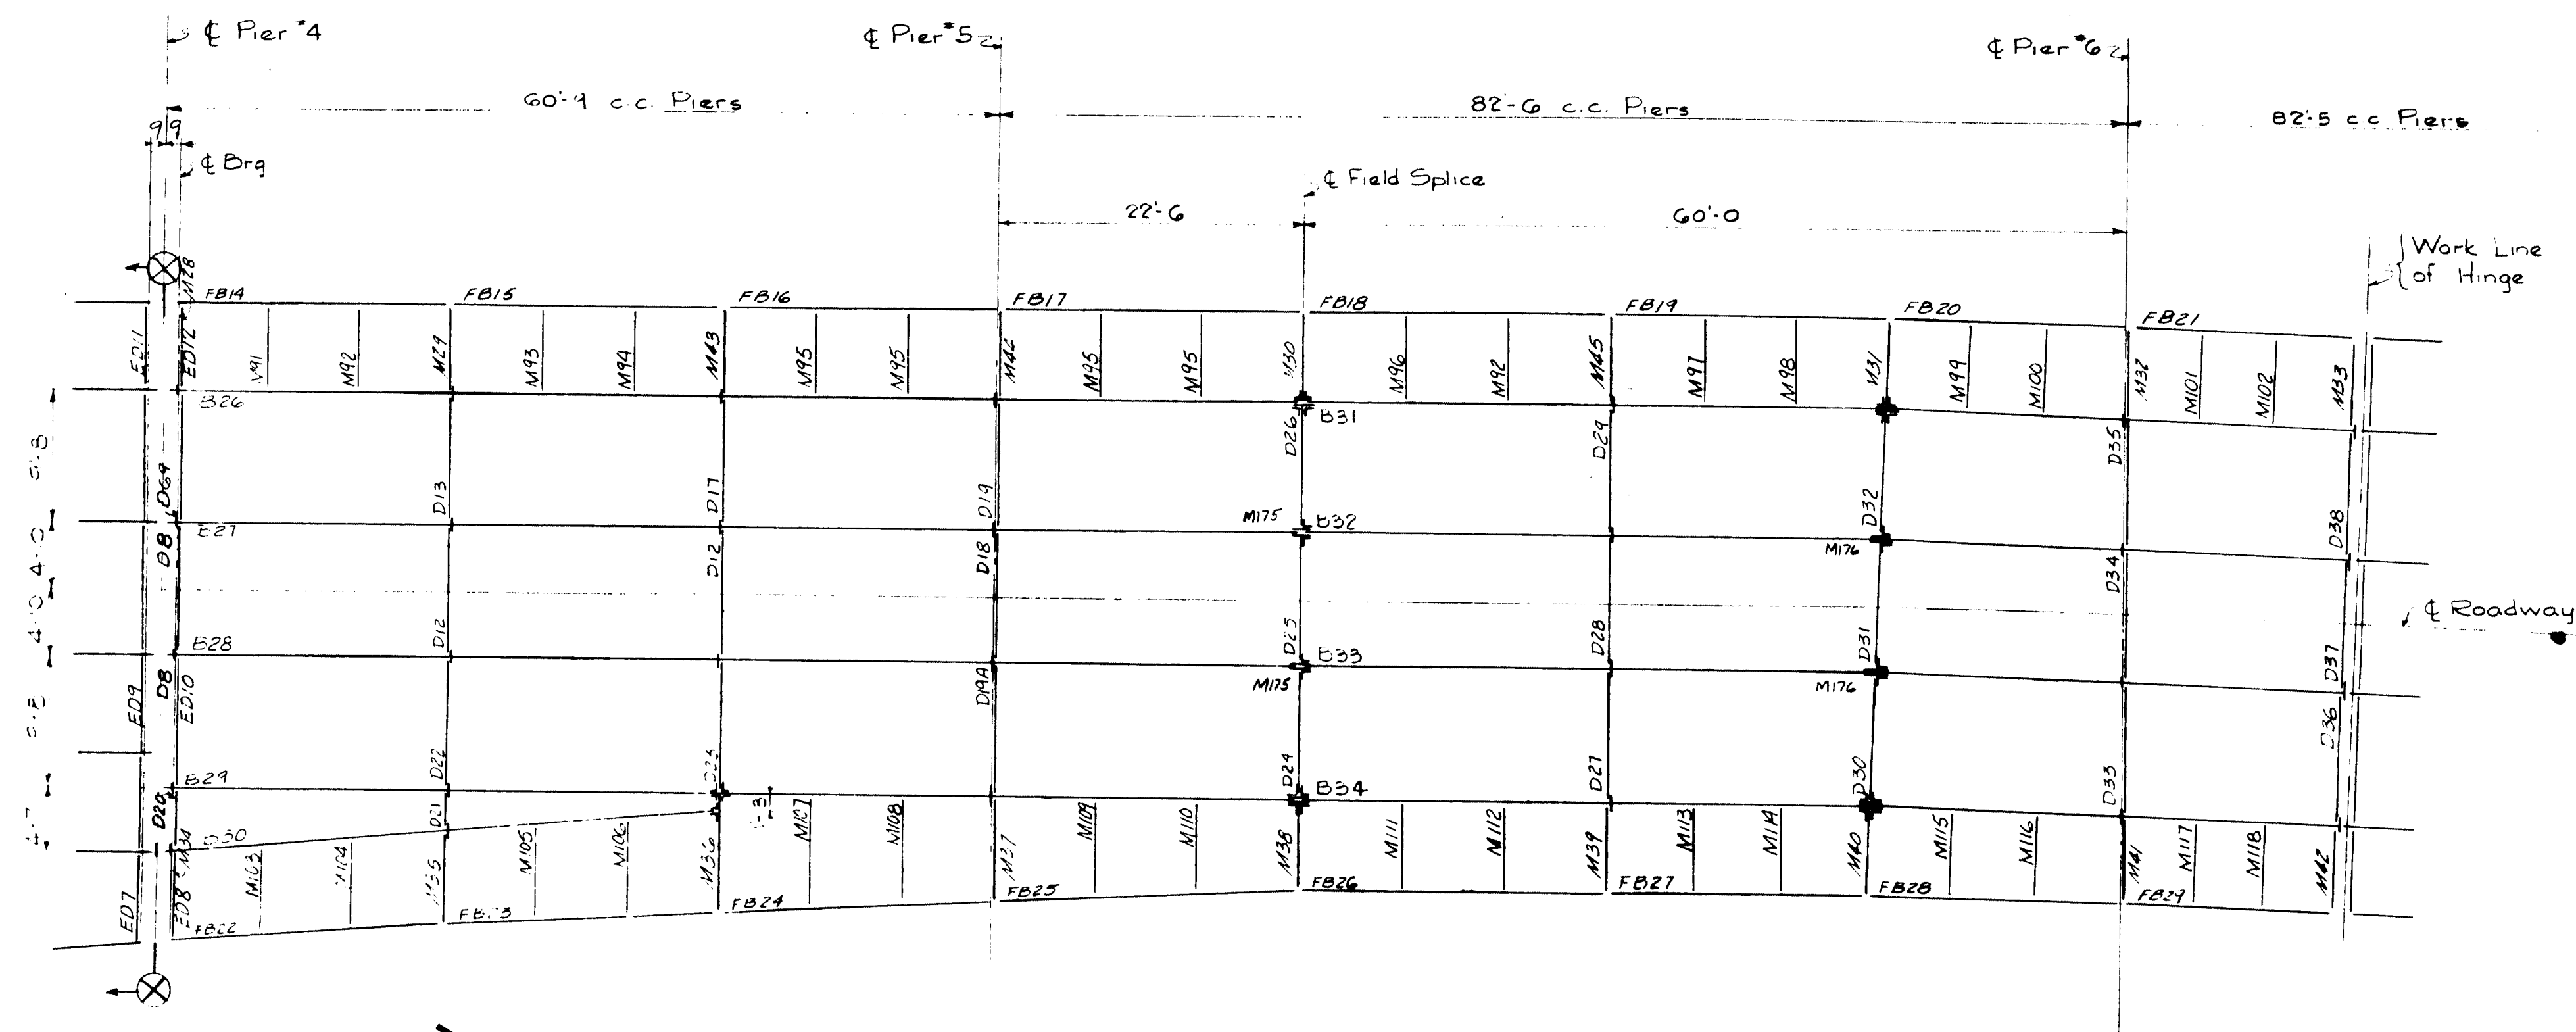 ℄ Pier #4
℄ Pier #5
℄ Pier #6
60'-9 c.c. Piers
82'-6 c.c. Piers
82'-5 c.c Piers
9 9
℄ Brg
℄ Field Splice
22'-6
60'-0
Work Line
of Hinge
M28
FB14
FB15
FB16
FB17
FB18
FB19
FB20
FB21
ED11
ED12
M91
M92
M29
M93
M94
M43
M95
M95
M44
M95
M95
M30
M96
M92
M45
M97
M98
M31
M99
M100
M32
M101
M102
M33
B26
B31
D69
D13
D17
D19
D26
D29
D32
D35
D38
B27
M175
B32
M176
D8
D12
D18
D34
4'-0
4'-0
D12
D25
D28
D31
D37
℄ Roadway
B28
B33
M175
M176
ED9
D8
ED10
D19A
D36
D22
D24
D27
D30
D33
B29
B34
D20
D21
B30
M34
ED7
ED8
M103
M104
M35
M105
M106
M36
M107
M108
M37
M109
M110
M38
M111
M112
M39
M113
M114
M40
M115
M116
M41
M117
M118
M42
FB22
FB23
FB24
FB25
FB26
FB27
FB28
FB29